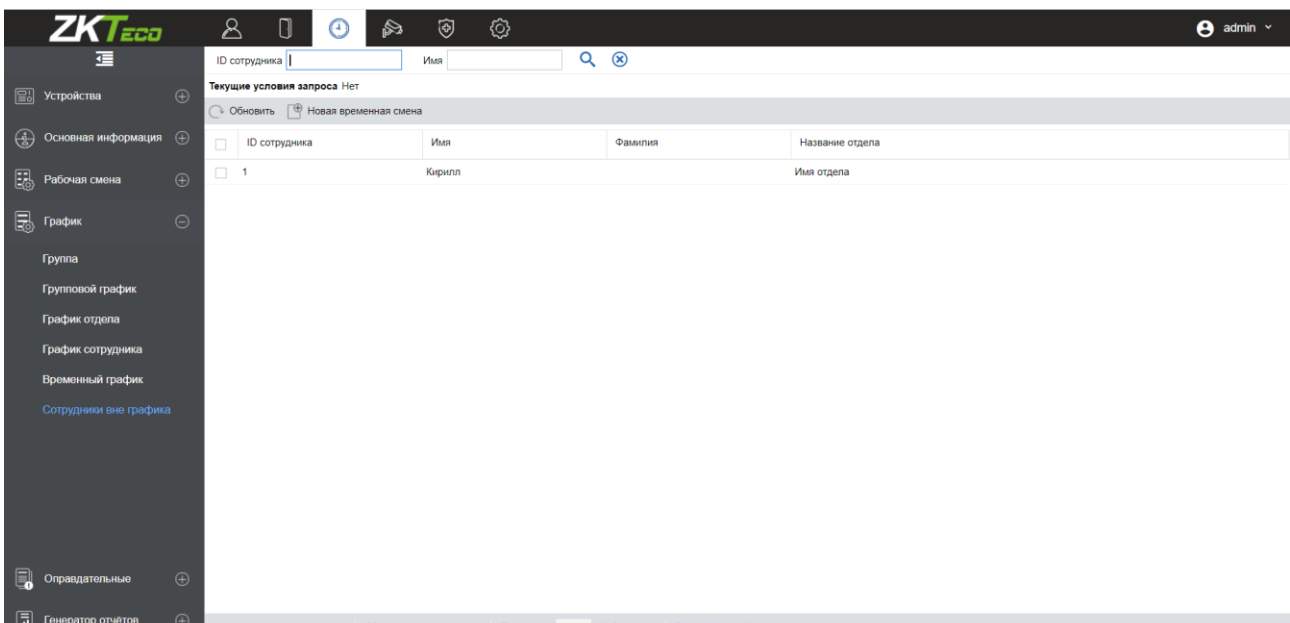 ZKTeco
admin
ID сотрудника Имя
Текущие условия запроса Нет
Обновить Новая временная смена
ID сотрудника Имя Фамилия Название отдела
1 Кирилл Имя отдела
Устройства
Основная информация
Рабочая смена
График
Группа
Групповой график
График отдела
График сотрудника
Временный график
Сотрудники вне графика
Оправдательные
Генератор отчётов